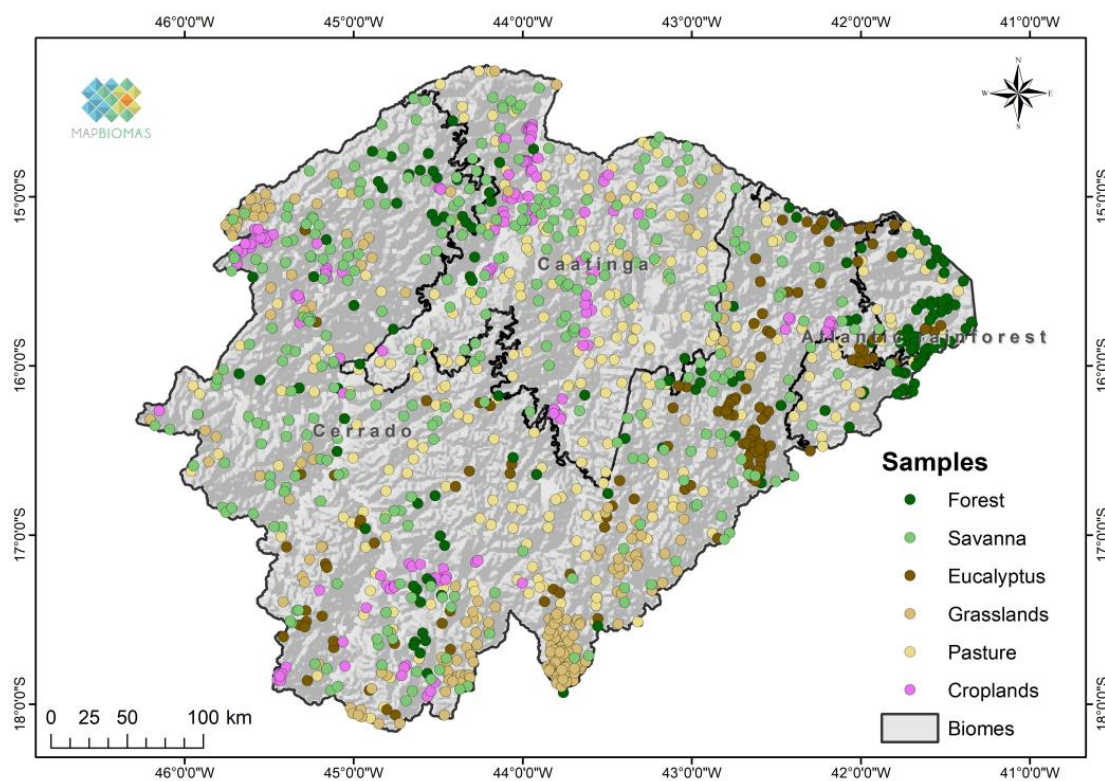 46°0'0"W 45°0'0"W 44°0'0"W 43°0'0"W 42°0'0"W 41°0'0"W
MAPBIOMAS
N
W E
S
15°0'0"S 15°0'0"S
Caatinga
Atlantic rainforest
16°0'0"S 16°0'0"S
Cerrado
Samples
Forest
Savanna
17°0'0"S 17°0'0"S
Eucalyptus
Grasslands
Pasture
Croplands
18°0'0"S 18°0'0"S
Biomes
0 25 50 100 km
46°0'0"W 45°0'0"W 44°0'0"W 43°0'0"W 42°0'0"W 41°0'0"W